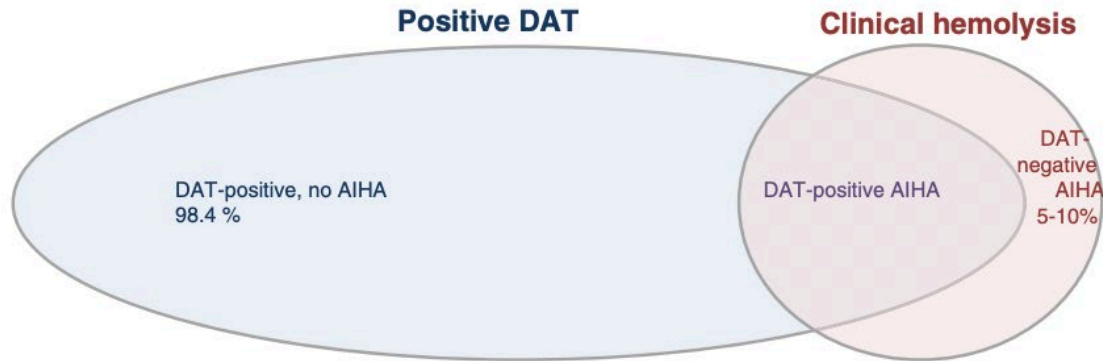 Positive DAT
Clinical hemolysis
DAT-positive, no AIHA
98.4 %
DAT-positive AIHA
DAT-
negative
AIHA
5-10%